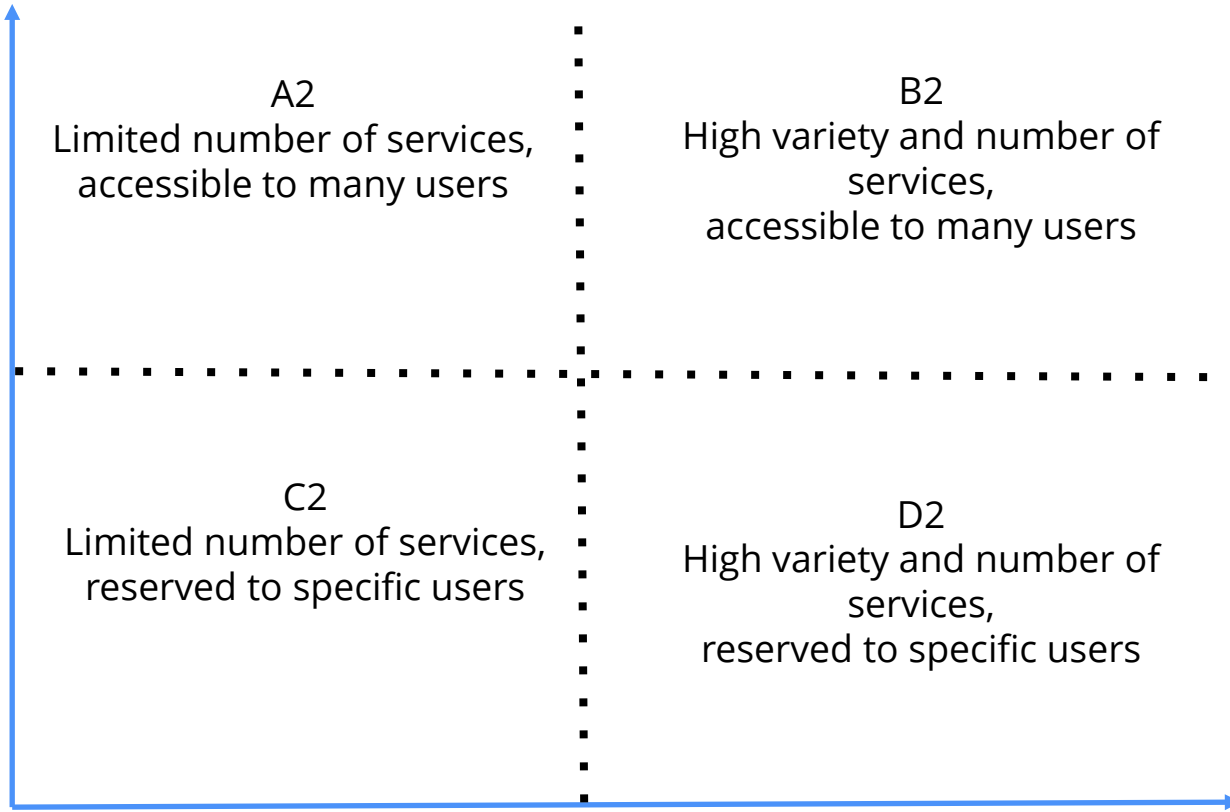 A2
Limited number of services,
accessible to many users
B2
High variety and number of
services,
accessible to many users
C2
Limited number of services,
reserved to specific users
D2
High variety and number of
services,
reserved to specific users